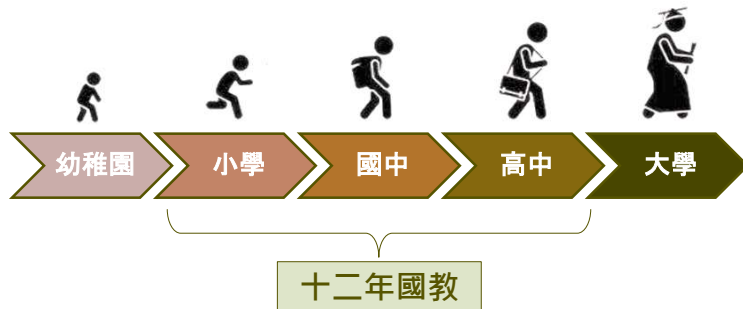 幼稚園
小學
國中
高中
大學
十二年國教